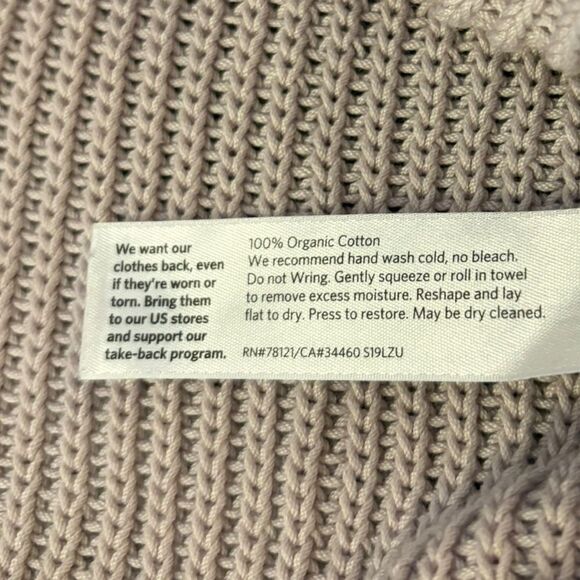 We want our
clothes back, even
if they're worn or
torn. Bring them
to our US stores
and support our
take-back program.
100% Organic Cotton
We recommend hand wash cold, no bleach.
Do not Wring. Gently squeeze or roll in towel
to remove excess moisture. Reshape and lay
flat to dry. Press to restore. May be dry cleaned.
RN#78121/CA#34460 S19LZU